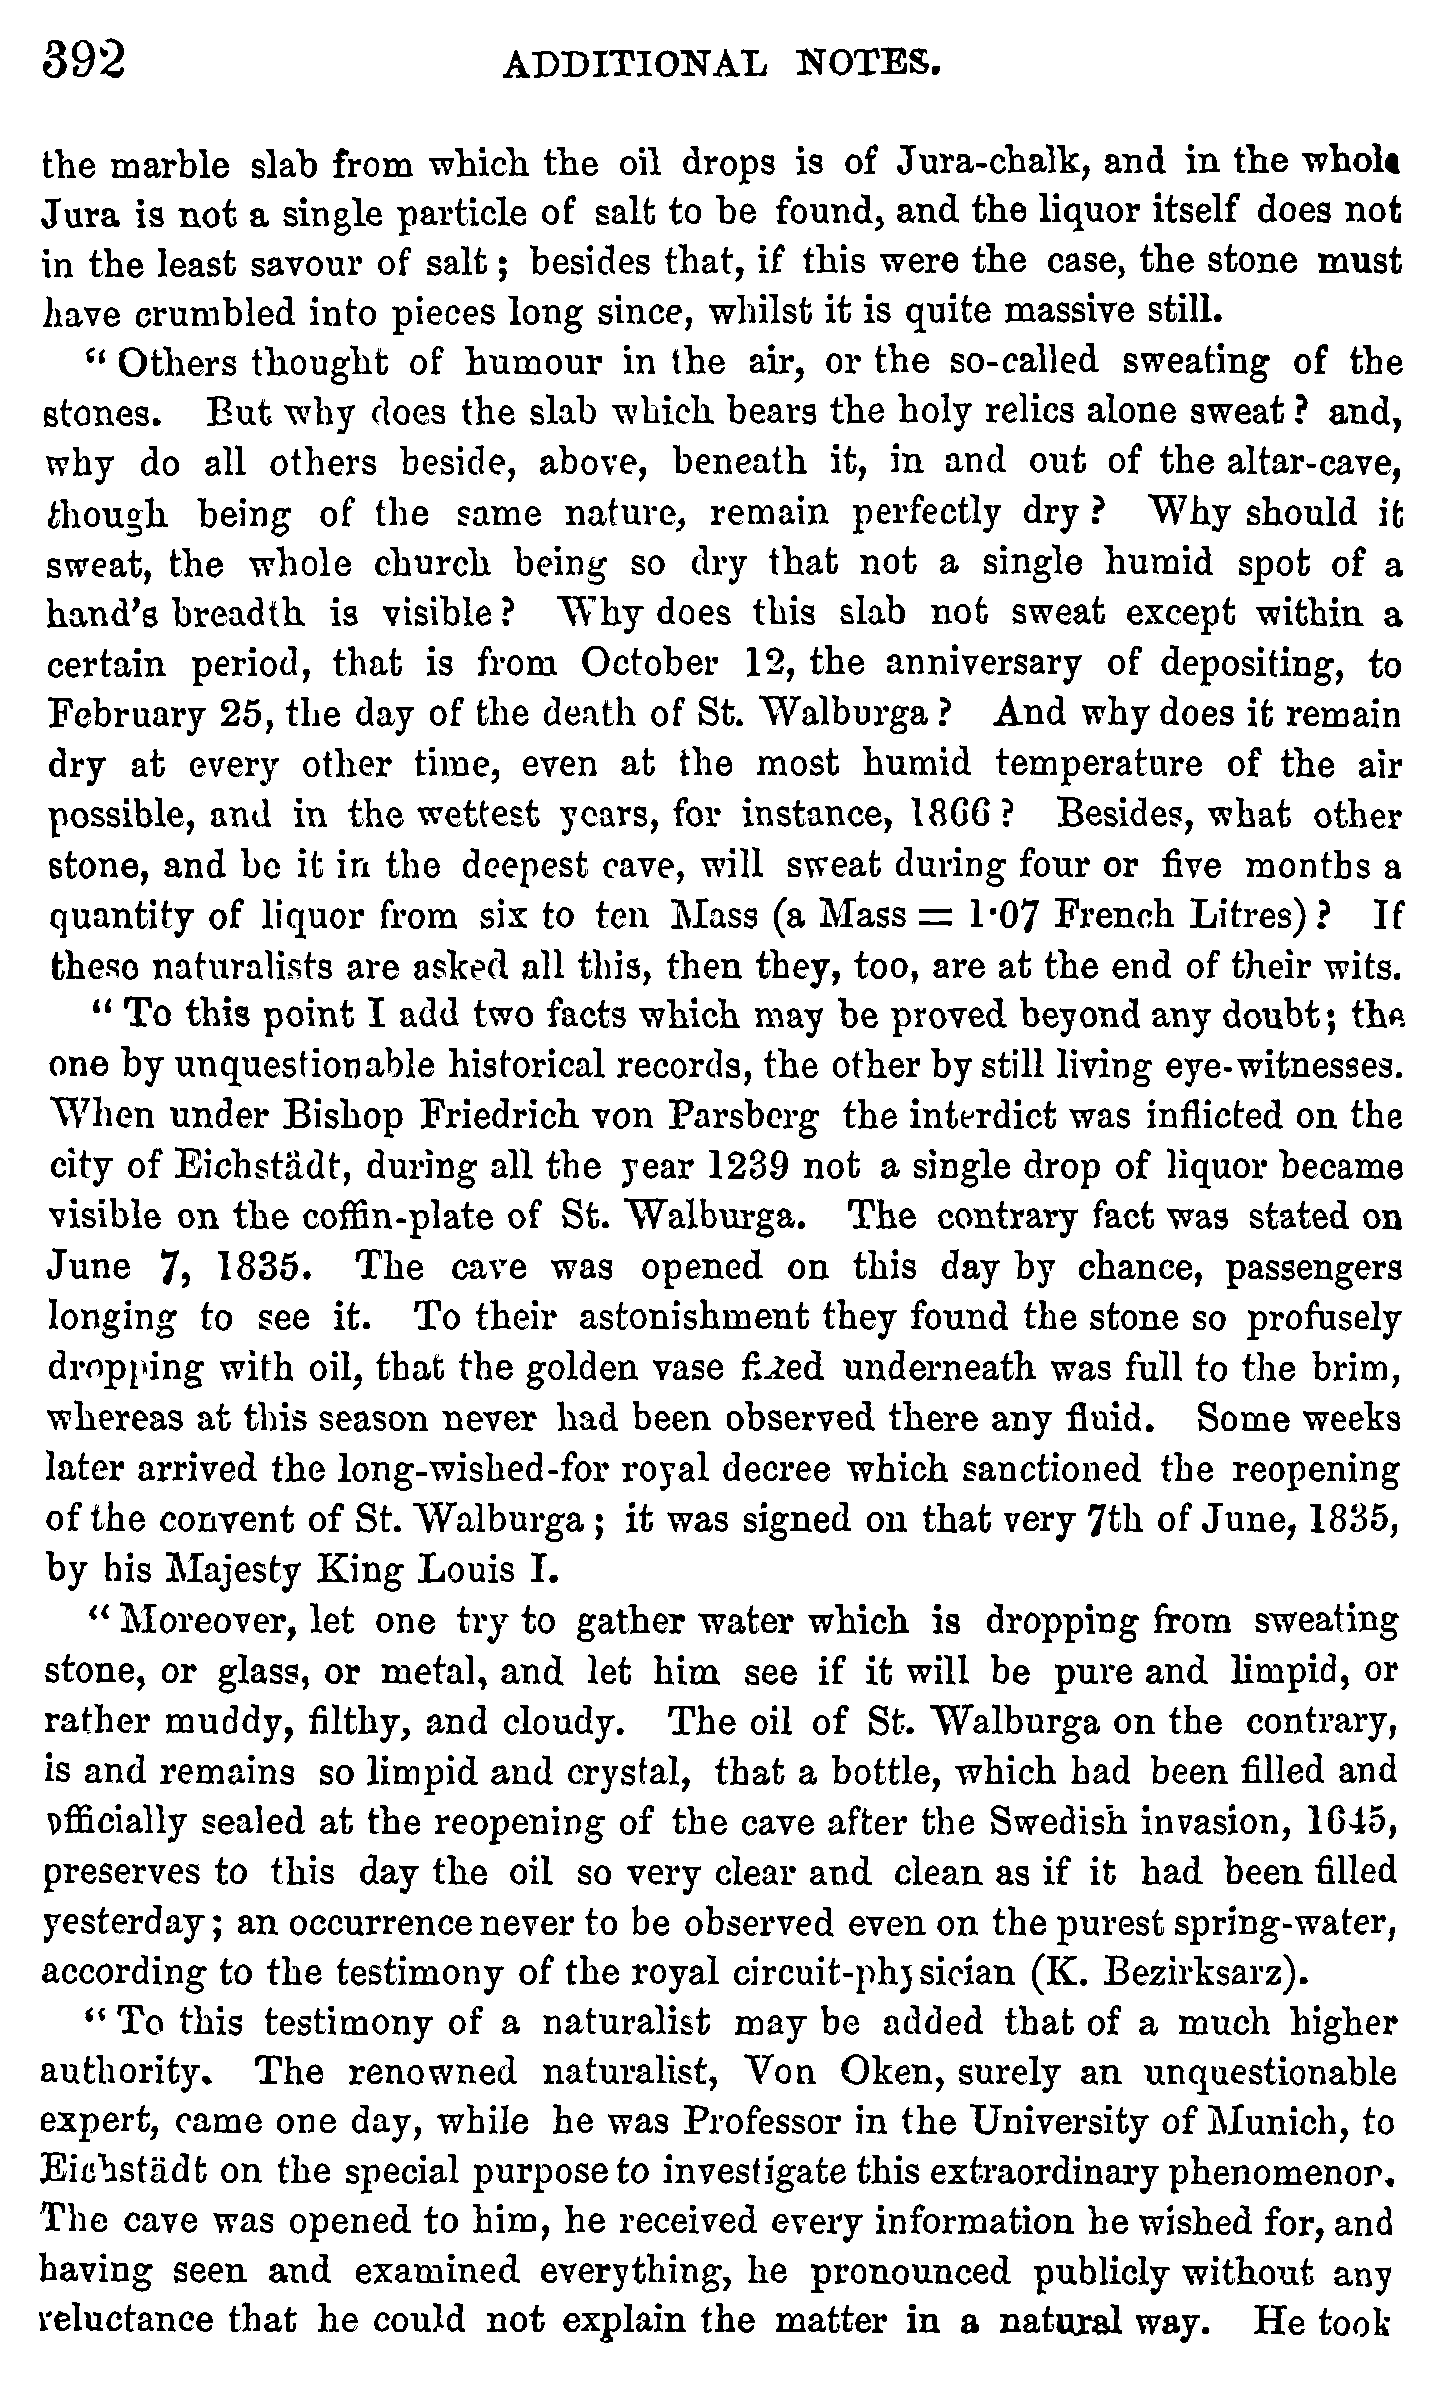 392 ADDITIONAL NOTES.
the marble slab from which the oil drops is of Jura-chalk, and in the whole
Jura is not a single particle of salt to be found, and the liquor itself does not
in the least savour of salt; besides that, if this were the case, the stone must
have crumbled into pieces long since, whilst it is quite massive still.
“Others thought of humour in the air, or the so-called sweating of the
stones. But why does the slab which bears the holy relics alone sweat? and,
why do all others beside, above, beneath it, in and out of the altar-cave,
though being of the same nature, remain perfectly dry? Why should it
sweat, the whole church being so dry that not a single humid spot of a
hand's breadth is visible? Why does this slab not sweat except within a
certain period, that is from October 12, the anniversary of depositing, to
February 25, the day of the death of St. Walburga? And why does it remain
dry at every other time, even at the most humid temperature of the air
possible, and in the wettest years, for instance, 1866? Besides, what other
stone, and be it in the deepest cave, will sweat during four or five months a
quantity of liquor from six to ten Mass (a Mass = 1·07 French Litres)? If
these naturalists are asked all this, then they, too, are at the end of their wits.
“To this point I add two facts which may be proved beyond any doubt; the
one by unquestionable historical records, the other by still living eye-witnesses.
When under Bishop Friedrich von Parsberg the interdict was inflicted on the
city of Eichstädt, during all the year 1239 not a single drop of liquor became
visible on the coffin-plate of St. Walburga. The contrary fact was stated on
June 7, 1835. The cave was opened on this day by chance, passengers
longing to see it. To their astonishment they found the stone so profusely
dropping with oil, that the golden vase fixed underneath was full to the brim,
whereas at this season never had been observed there any fluid. Some weeks
later arrived the long-wished-for royal decree which sanctioned the reopening
of the convent of St. Walburga; it was signed on that very 7th of June, 1835,
by his Majesty King Louis I.
“Moreover, let one try to gather water which is dropping from sweating
stone, or glass, or metal, and let him see if it will be pure and limpid, or
rather muddy, filthy, and cloudy. The oil of St. Walburga on the contrary,
is and remains so limpid and crystal, that a bottle, which had been filled and
officially sealed at the reopening of the cave after the Swedish invasion, 1645,
preserves to this day the oil so very clear and clean as if it had been filled
yesterday; an occurrence never to be observed even on the purest spring-water,
according to the testimony of the royal circuit-physician (K. Bezirksarz).
“To this testimony of a naturalist may be added that of a much higher
authority. The renowned naturalist, Von Oken, surely an unquestionable
expert, came one day, while he was Professor in the University of Munich, to
Eichstädt on the special purpose to investigate this extraordinary phenomenon.
The cave was opened to him, he received every information he wished for, and
having seen and examined everything, he pronounced publicly without any
reluctance that he could not explain the matter in a natural way. He took